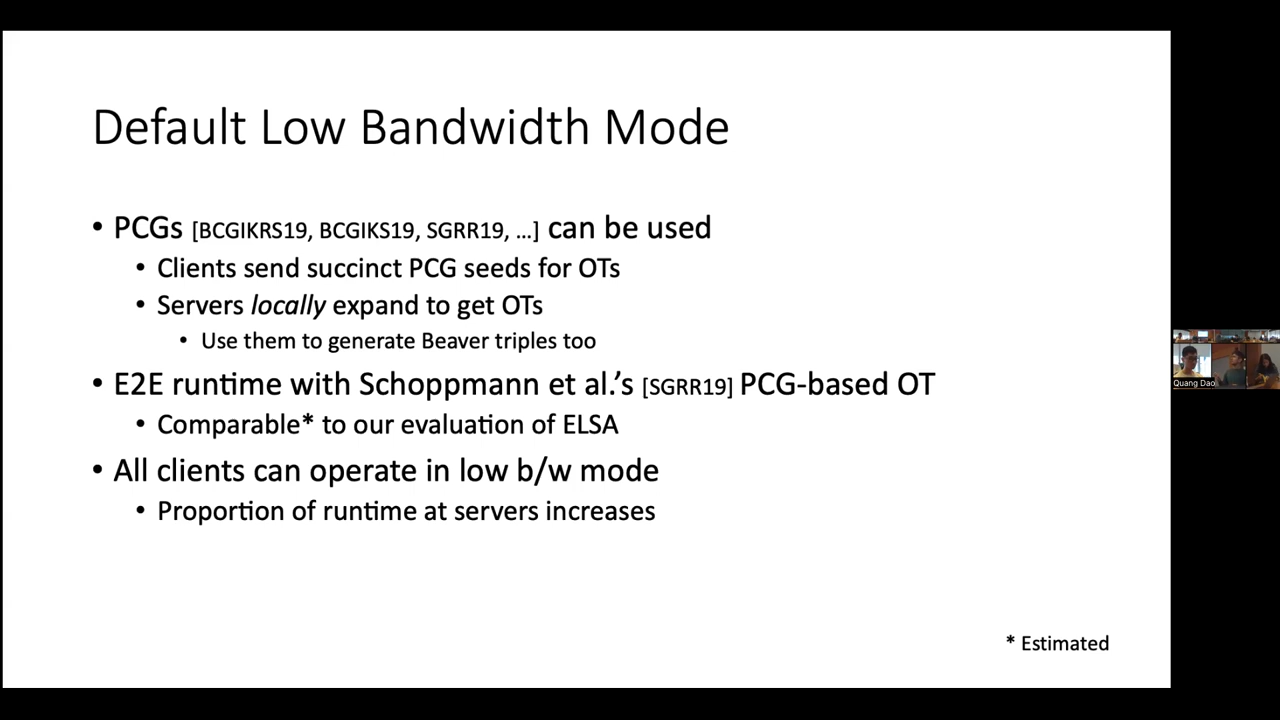 Default Low Bandwidth Mode
• PCGs [BCGIKRS19, BCGIKS19, SGRR19, ...] can be used
• Clients send succinct PCG seeds for OTs
• Servers locally expand to get OTs
• Use them to generate Beaver triples too
• E2E runtime with Schoppmann et al.'s [SGRR19] PCG-based OT
• Comparable* to our evaluation of ELSA
• All clients can operate in low b/w mode
• Proportion of runtime at servers increases
* Estimated
Quang Dao